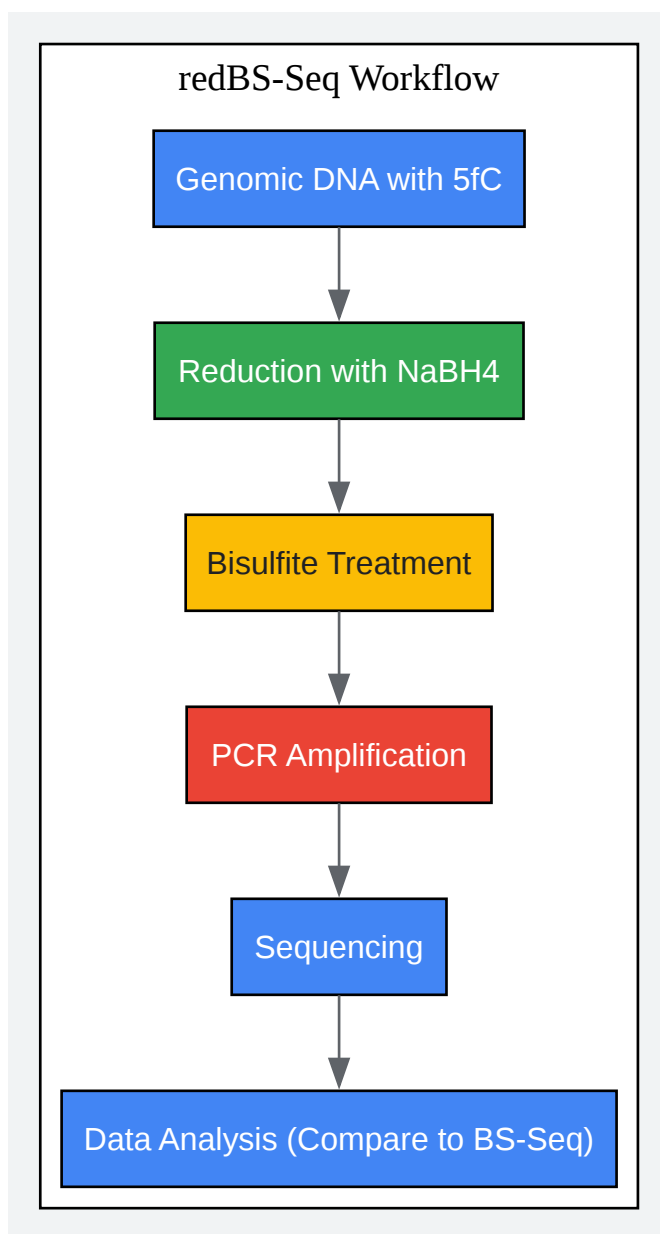 redBS-Seq Workflow
Genomic DNA with 5fC
Reduction with NaBH4
Bisulfite Treatment
PCR Amplification
Sequencing
Data Analysis (Compare to BS-Seq)